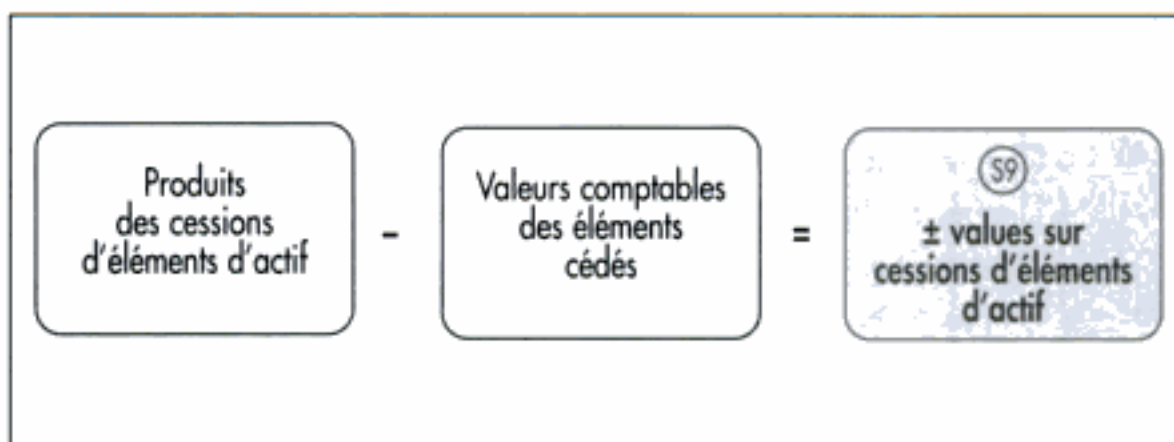 Produits
des cessions
d'éléments d'actif
-
Valeurs comptables
des éléments
cédés
=
S9
± values sur
cessions d'éléments
d'actif